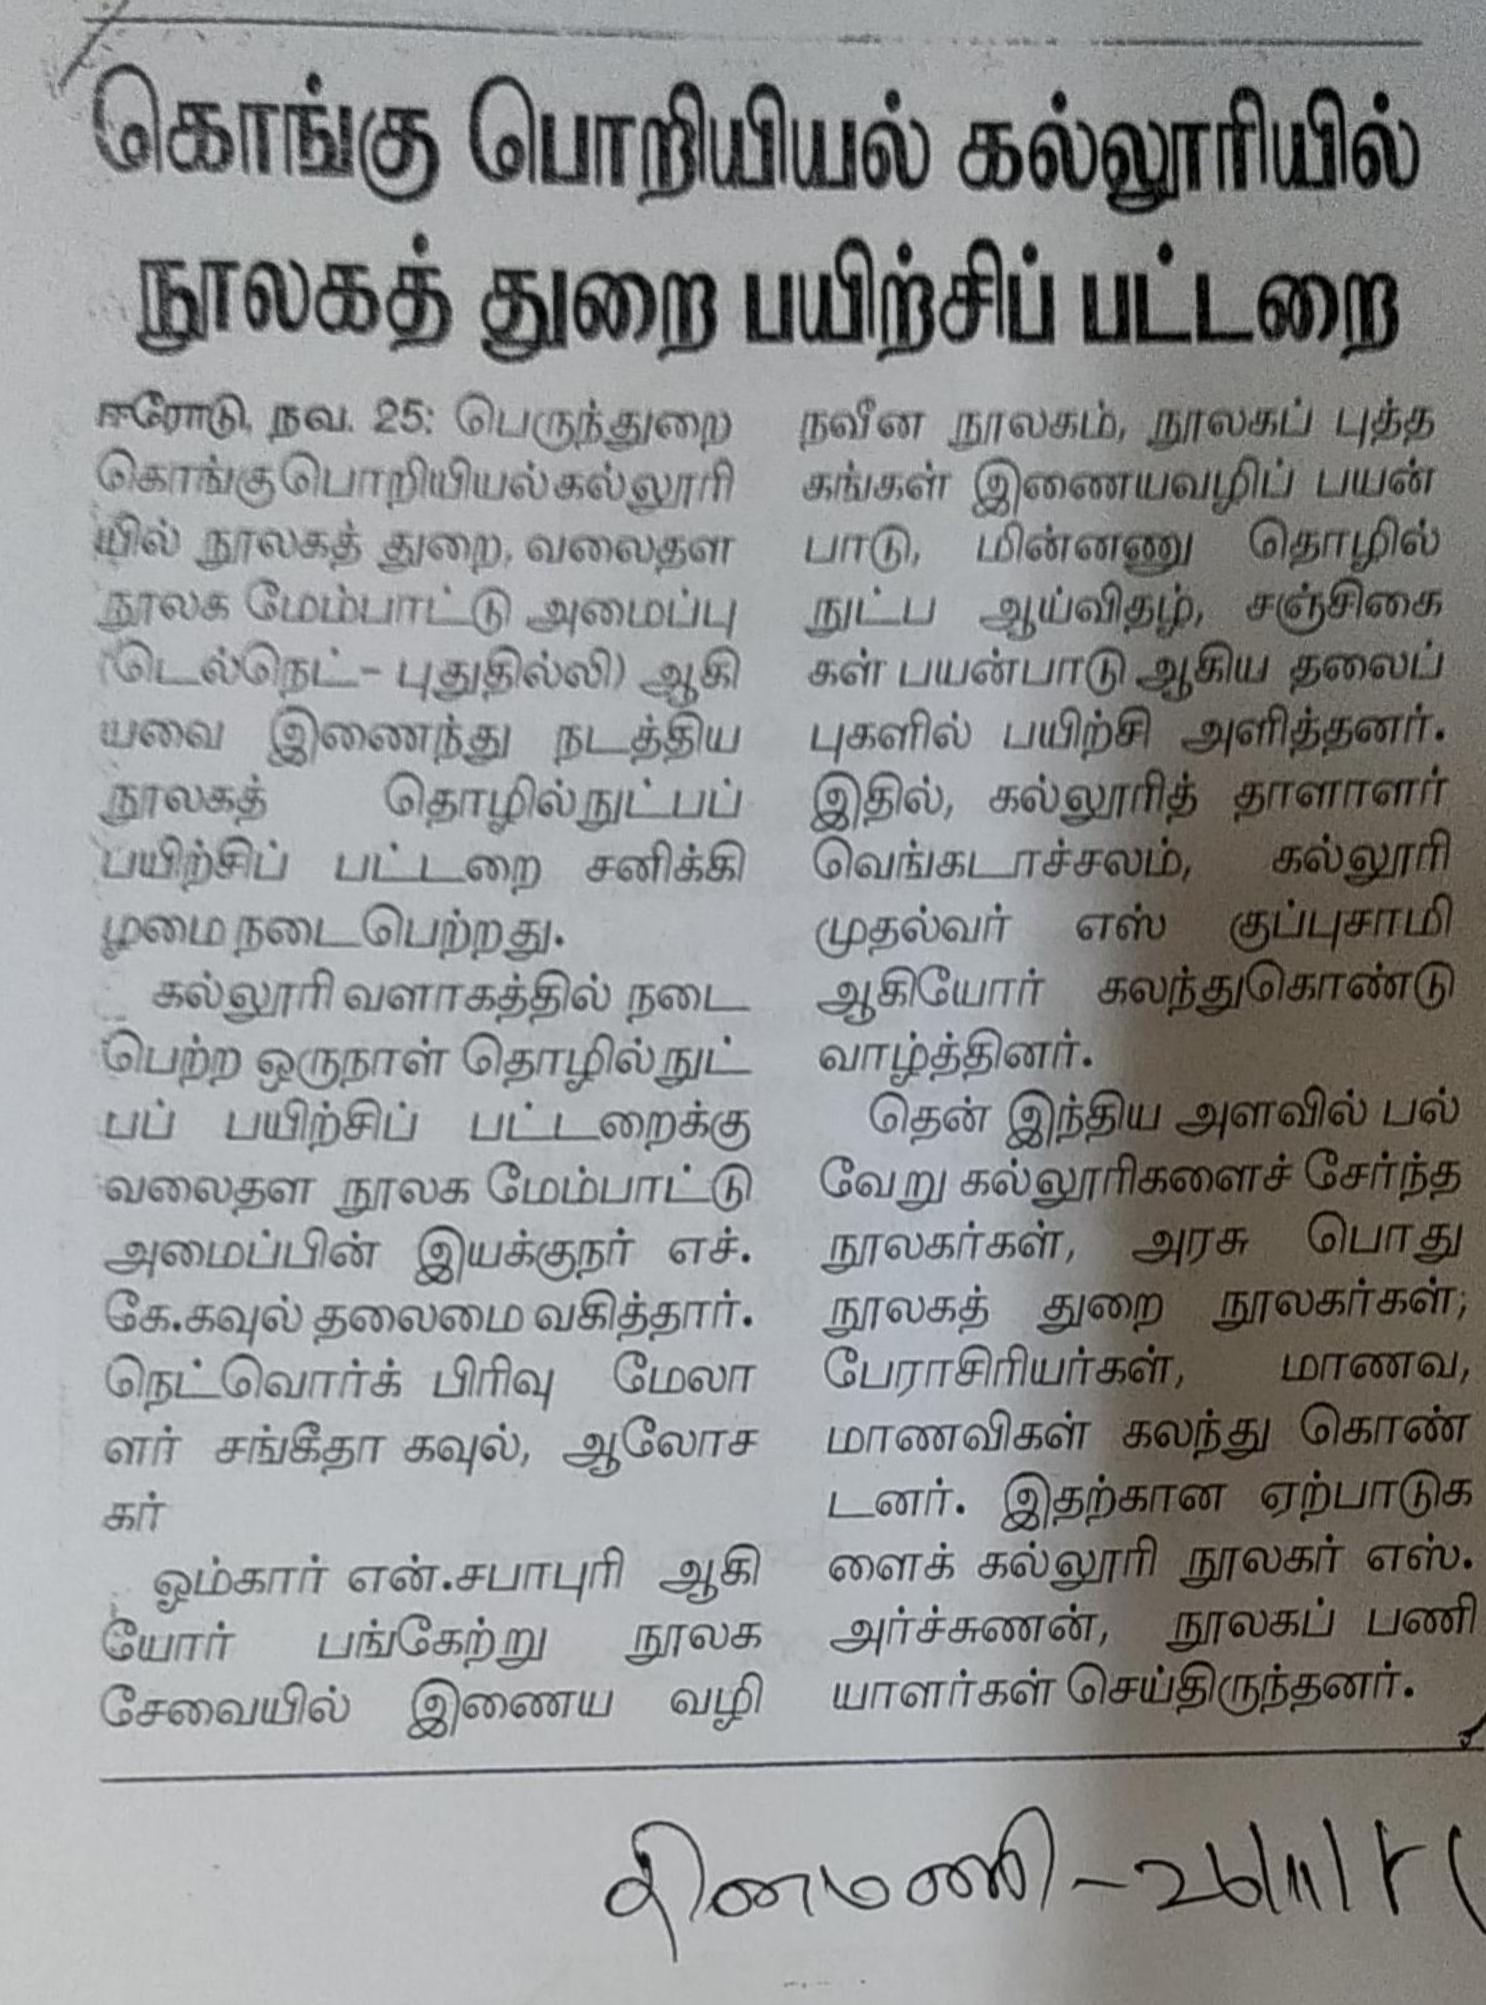 கொங்கு பொறியியல் கல்லூரியில்
நூலகத் துறை பயிற்சிப் பட்டறை
ஈரோடு, நவ. 25: பெருந்துறை
கொங்கு பொறியியல் கல்லூரி
யில் நூலகத் துறை, வலைதள
நூலக மேம்பாட்டு அமைப்பு
(டெல்நெட்- புதுதில்லி) ஆகி
யவை இணைந்து நடத்திய
நூலகத் தொழில்நுட்பப்
பயிற்சிப் பட்டறை சனிக்கி
ழமை நடைபெற்றது.
கல்லூரி வளாகத்தில் நடை
பெற்ற ஒருநாள் தொழில்நுட்
பப் பயிற்சிப் பட்டறைக்கு
வலைதள நூலக மேம்பாட்டு
அமைப்பின் இயக்குநர் எச்.
கே.கவுல் தலைமை வகித்தார்.
நெட்வொர்க் பிரிவு மேலா
ளர் சங்கீதா கவுல், ஆலோச
கர்
ஓம்கார் என்.சபாபுரி ஆகி
யோர் பங்கேற்று நூலக
சேவையில் இணைய வழி
நவீன நூலகம், நூலகப் புத்த
கங்கள் இணையவழிப் பயன்
பாடு, மின்னணு தொழில்
நுட்ப ஆய்விதழ், சஞ்சிகை
கள் பயன்பாடு ஆகிய தலைப்
புகளில் பயிற்சி அளித்தனர்.
இதில், கல்லூரித் தாளாளர்
வெங்கடாச்சலம், கல்லூரி
முதல்வர் எஸ் குப்புசாமி
ஆகியோர் கலந்துகொண்டு
வாழ்த்தினர்.
தென் இந்திய அளவில் பல்
வேறு கல்லூரிகளைச் சேர்ந்த
நூலகர்கள், அரசு பொது
நூலகத் துறை நூலகர்கள்,
பேராசிரியர்கள், மாணவ,
மாணவிகள் கலந்து கொண்
டனர். இதற்கான ஏற்பாடுக
ளைக் கல்லூரி நூலகர் எஸ்.
அர்ச்சுணன், நூலகப் பணி
யாளர்கள் செய்திருந்தனர்.
தினமணி - 26/11/